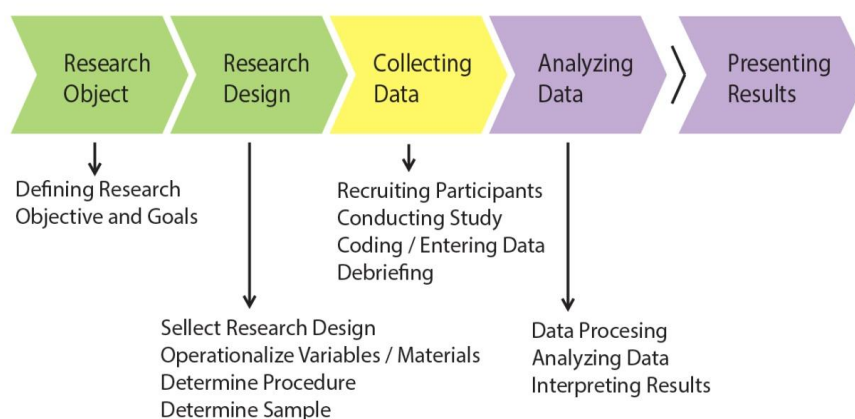 Research
Object
Research
Design
Collecting
Data
Analyzing
Data
Presenting
Results
Defining Research
Objective and Goals
Recruiting Participants
Conducting Study
Coding / Entering Data
Debriefing
Sellect Research Design
Operationalize Variables / Materials
Determine Procedure
Determine Sample
Data Procesing
Analyzing Data
Interpreting Results